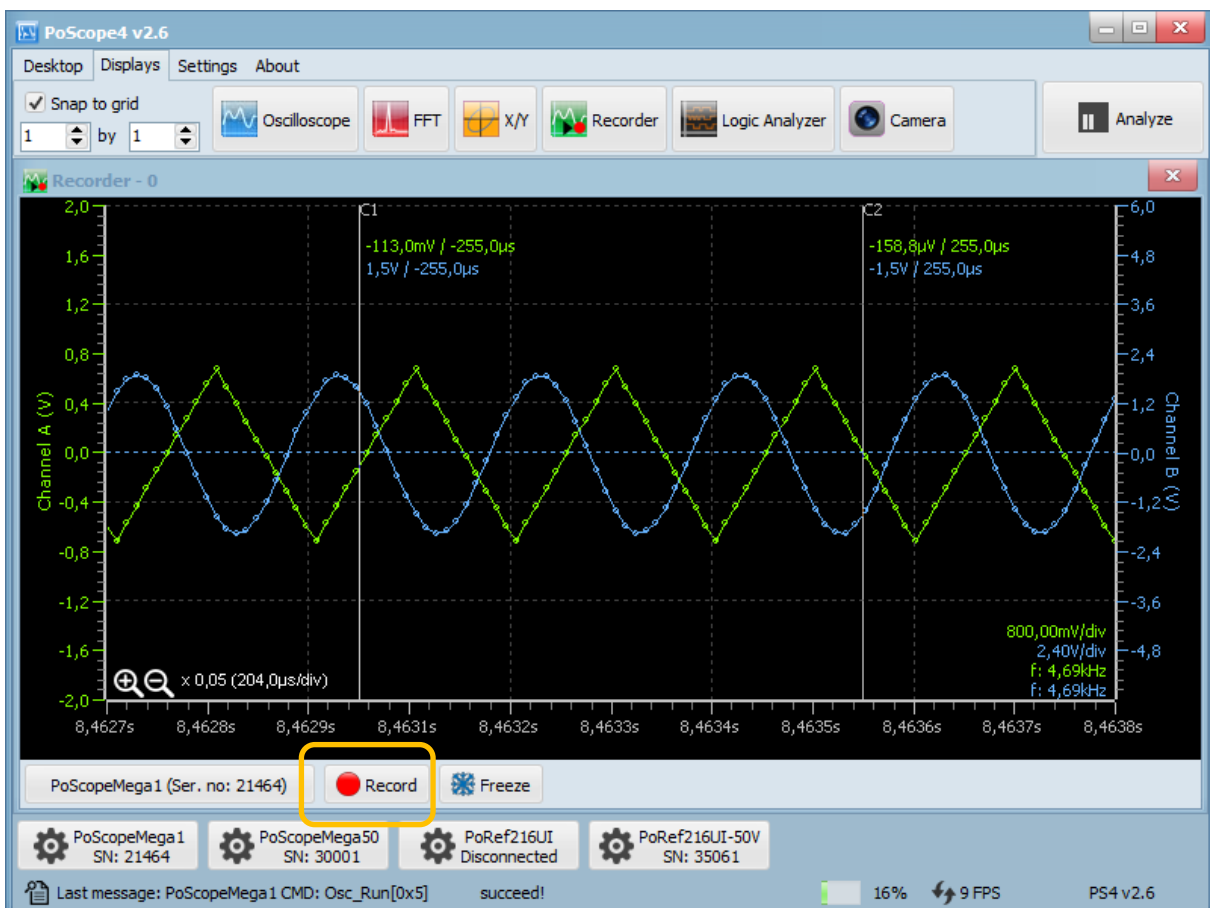 PoScope4 v2.6
Desktop Displays Settings About
Snap to grid
1 by 1
Oscilloscope FFT X/Y Recorder Logic Analyzer Camera Analyze
Recorder - 0
2,0 C1 C2 6,0
-113,0mV / -255,0µs -158,8µV / 255,0µs
1,6 1,5V / -255,0µs -1,5V / 255,0µs 4,8
1,2 3,6
0,8 2,4
0,4 1,2
0,0 0,0
-0,4 -1,2
-0,8 -2,4
-1,2 -3,6
Channel A (V)
Channel B (V)
800,00mV/div
-1,6 2,40V/div -4,8
f: 4,69kHz
x 0,05 (204,0µs/div)
f: 4,69kHz
-2,0
8,4627s 8,4628s 8,4629s 8,4631s 8,4632s 8,4633s 8,4634s 8,4635s 8,4636s 8,4637s 8,4638s
PoScopeMega1 (Ser. no: 21464) Record Freeze
PoScopeMega1 PoScopeMega50 PoRef216UI PoRef216UI-50V
SN: 21464 SN: 30001 Disconnected SN: 35061
Last message: PoScopeMega1 CMD: Osc_Run[0x5] succeed! 16% 9 FPS PS4 v2.6